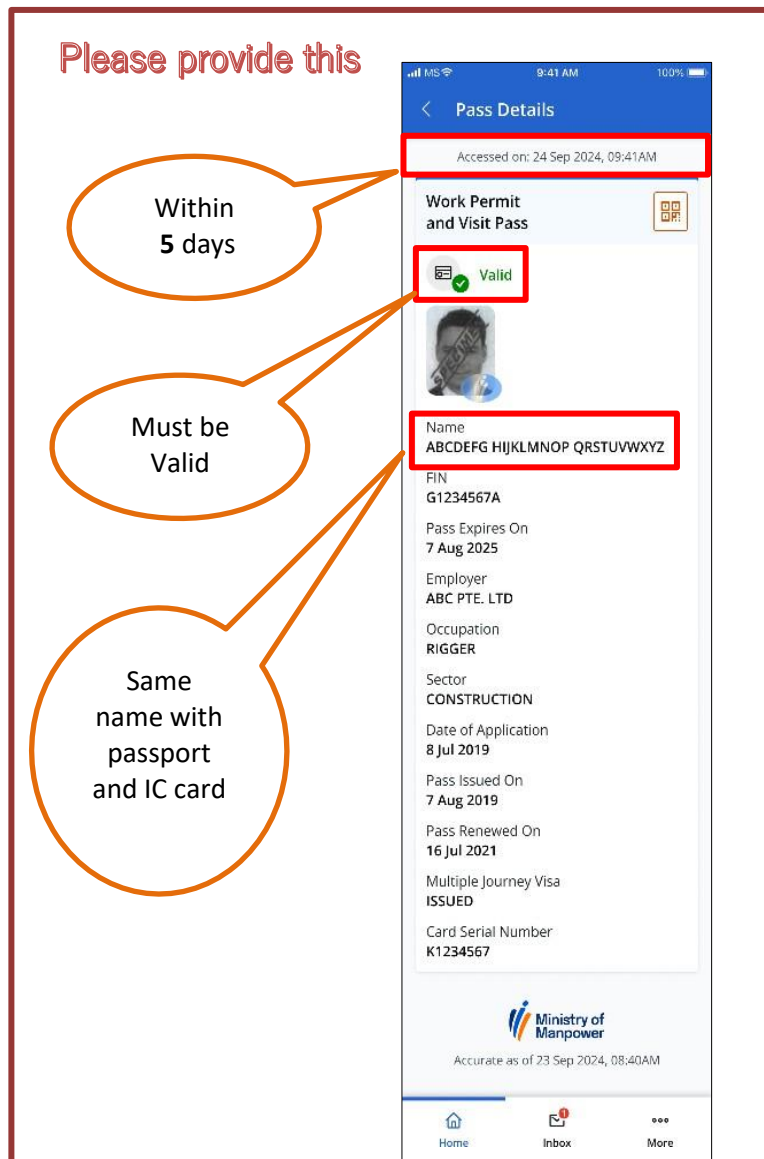 Please provide this
MS 9:41 AM 100%
Pass Details
Accessed on: 24 Sep 2024, 09:41AM
Within
5 days
Work Permit
and Visit Pass
Valid
SPECIMEN
Must be
Valid
Name
ABCDEFG HIJKLMNOP QRSTUVWXYZ
FIN
G1234567A
Pass Expires On
7 Aug 2025
Employer
ABC PTE. LTD
Occupation
RIGGER
Same
name with
passport
and IC card
Sector
CONSTRUCTION
Date of Application
8 Jul 2019
Pass Issued On
7 Aug 2019
Pass Renewed On
16 Jul 2021
Multiple Journey Visa
ISSUED
Card Serial Number
K1234567
Ministry of
Manpower
Accurate as of 23 Sep 2024, 08:40AM
1
Home Inbox More